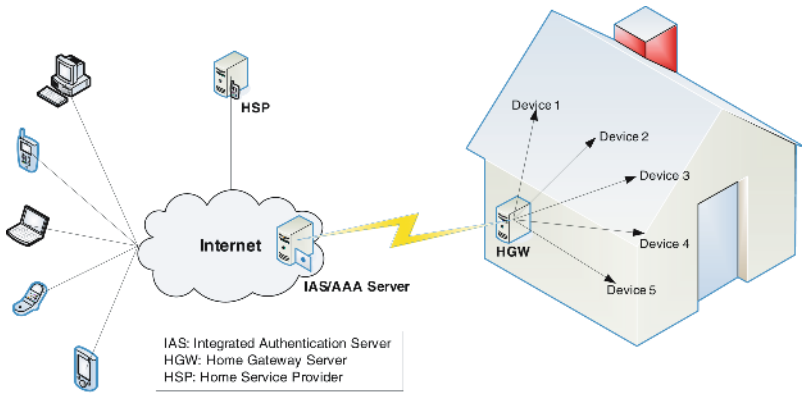 HSP
Device 1
Device 2
Device 3
Device 4
Device 5
HGW
Internet
IAS/AAA Server
IAS: Integrated Authentication Server
HGW: Home Gateway Server
HSP: Home Service Provider